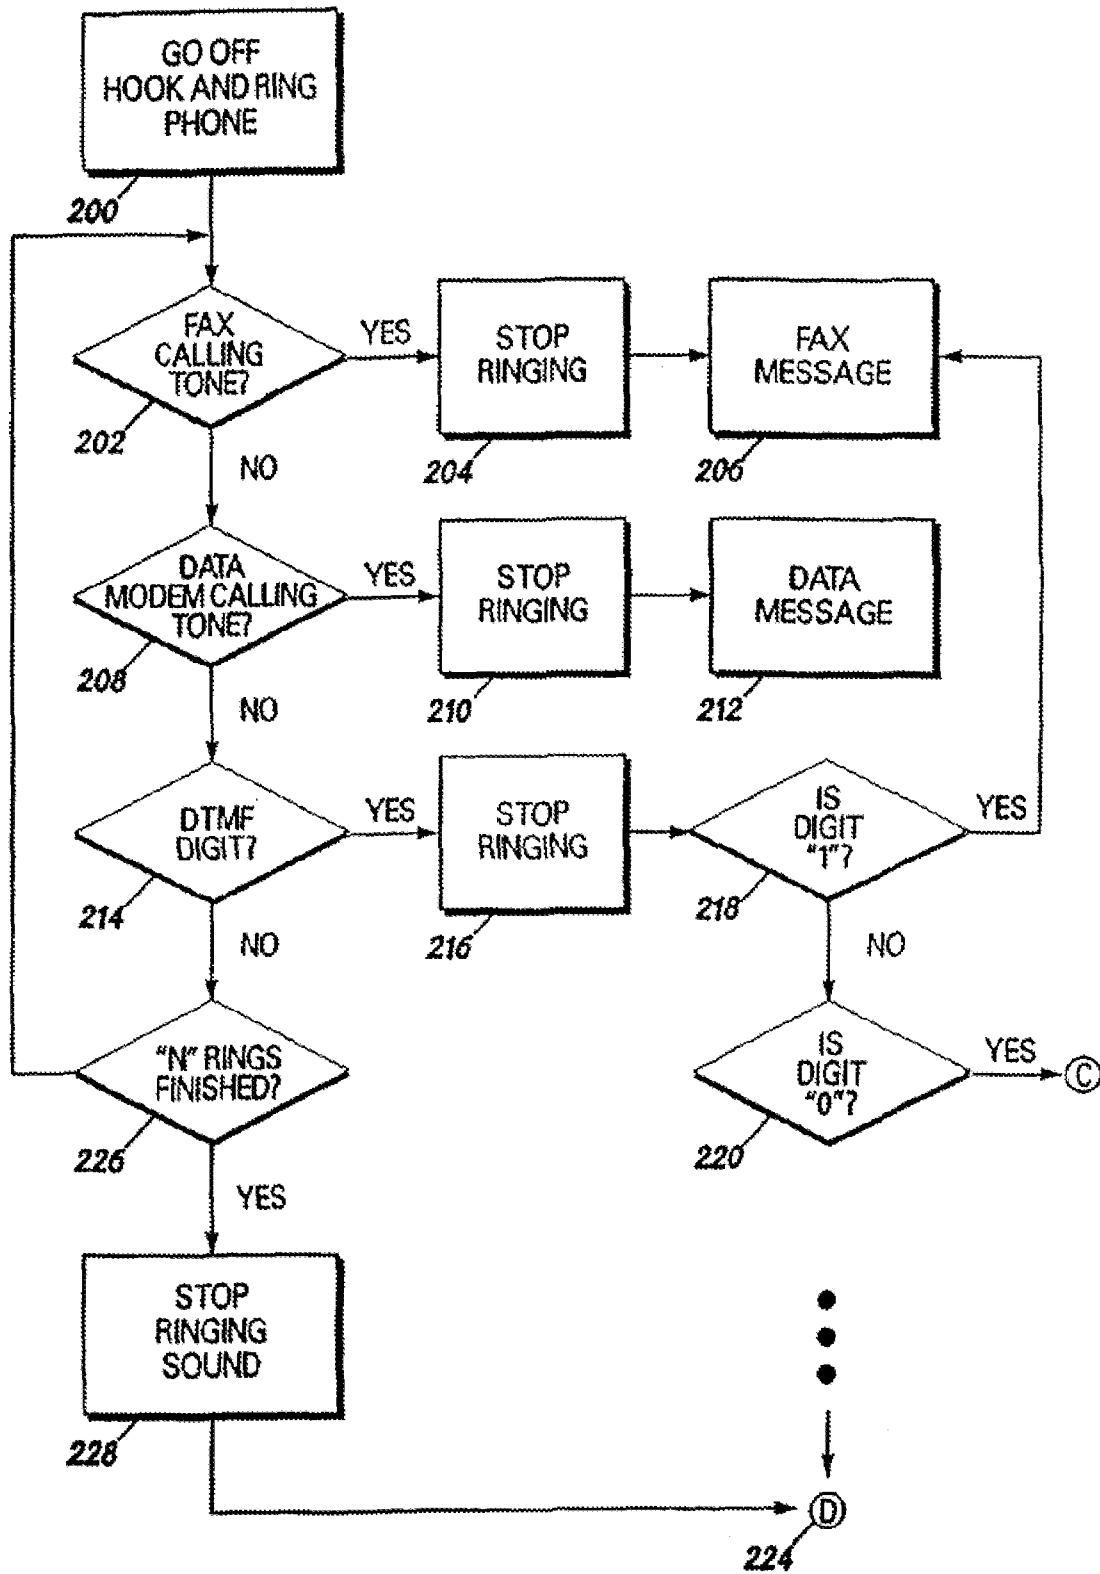 GO OFF
HOOK AND RING
PHONE
200
FAX
CALLING
TONE?
202
YES
STOP
RINGING
204
FAX
MESSAGE
206
NO
DATA
MODEM CALLING
TONE?
208
YES
STOP
RINGING
210
DATA
MESSAGE
212
NO
DTMF
DIGIT?
214
YES
STOP
RINGING
216
IS
DIGIT
"1"?
218
YES
NO
NO
"N" RINGS
FINISHED?
226
IS
DIGIT
"0"?
220
YES
C
YES
STOP
RINGING
SOUND
228
D
224